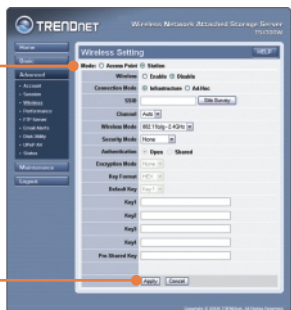 TRENDNET
Wireless Network Attached Storage Server
Home
Basic
Advanced
Account
Session
Wireless
Performance
FTP Server
Email Alerts
Disk Utility
UPnP AV
Status
Maintenance
Logout
Wireless Setting
HELP
Mode: Access Point Station
Wireless Enable Disable
Connection Mode Infrastructure Ad-Hoc
SSID Site Survey
Channel Auto
Wireless Mode 802.11b/g - 2.4GHz
Security Mode None
Authentication Open Shared
Encryption Mode None
Key Format HEX
Default Key Key 1
Key1
Key2
Key3
Key4
Pre-Shared Key
Apply Cancel